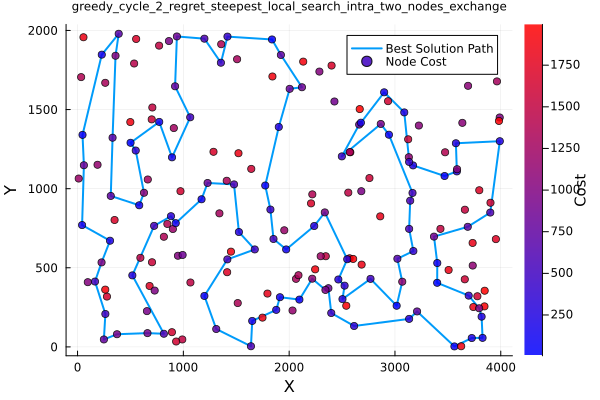 greedy_cycle_2_regret_steepest_local_search_intra_two_nodes_exchange
Best Solution Path
Node Cost
2000
1500
1000
500
0
Y
0
1000
2000
3000
4000
X
1750
1500
1250
1000
750
500
250
Cost